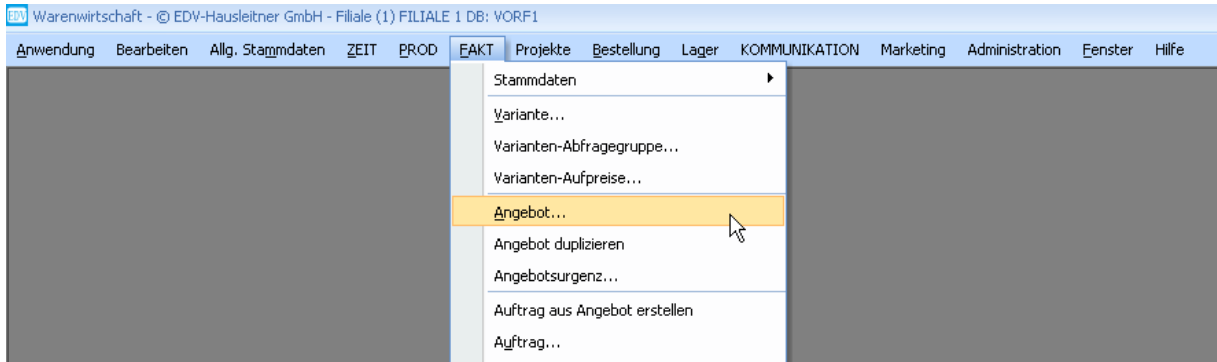 EDV Warenwirtschaft - © EDV-Hausleitner GmbH - Filiale (1) FILIALE 1 DB: VORF1
Anwendung Bearbeiten Allg. Stammdaten ZEIT PROD FAKT Projekte Bestellung Lager KOMMUNIKATION Marketing Administration Fenster Hilfe
Stammdaten
Variante...
Varianten-Abfragegruppe...
Varianten-Aufpreise...
Angebot...
Angebot duplizieren
Angebotsurgenz...
Auftrag aus Angebot erstellen
Auftrag...